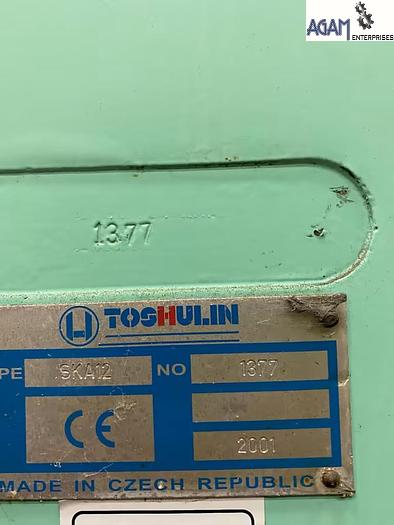 AGAM
ENTERPRISES
1377
TOSHULIN
PE SKA12 NO 1377
CE
2001
MADE IN CZECH REPUBLIC